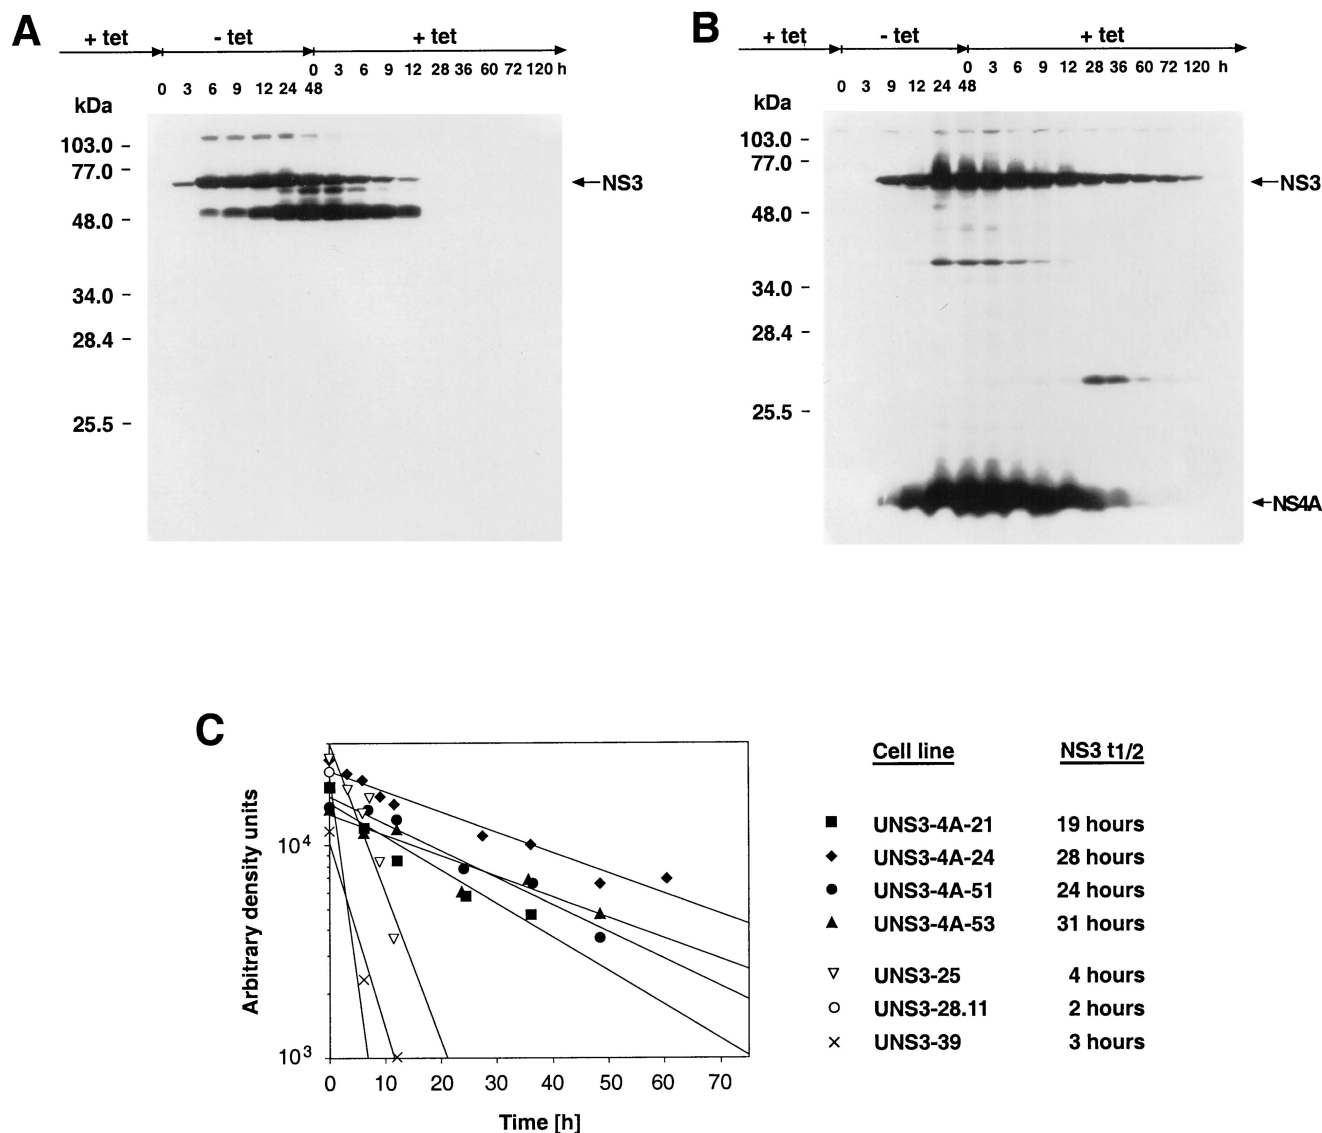 A
+ tet - tet + tet
0 3 6 9 12 28 36 60 72 120 h
0 3 6 9 12 24 48
kDa
103.0
77.0
NS3
48.0
34.0
28.4
25.5
B
+ tet - tet + tet
0 3 6 9 12 28 36 60 72 120 h
0 3 9 12 24 48
kDa
103.0
77.0
NS3
48.0
34.0
28.4
25.5
NS4A
C
Arbitrary density units
10^4
10^3
0 10 20 30 40 50 60 70
Time [h]
Cell line NS3 t1/2
UNS3-4A-21 19 hours
UNS3-4A-24 28 hours
UNS3-4A-51 24 hours
UNS3-4A-53 31 hours
UNS3-25 4 hours
UNS3-28.11 2 hours
UNS3-39 3 hours